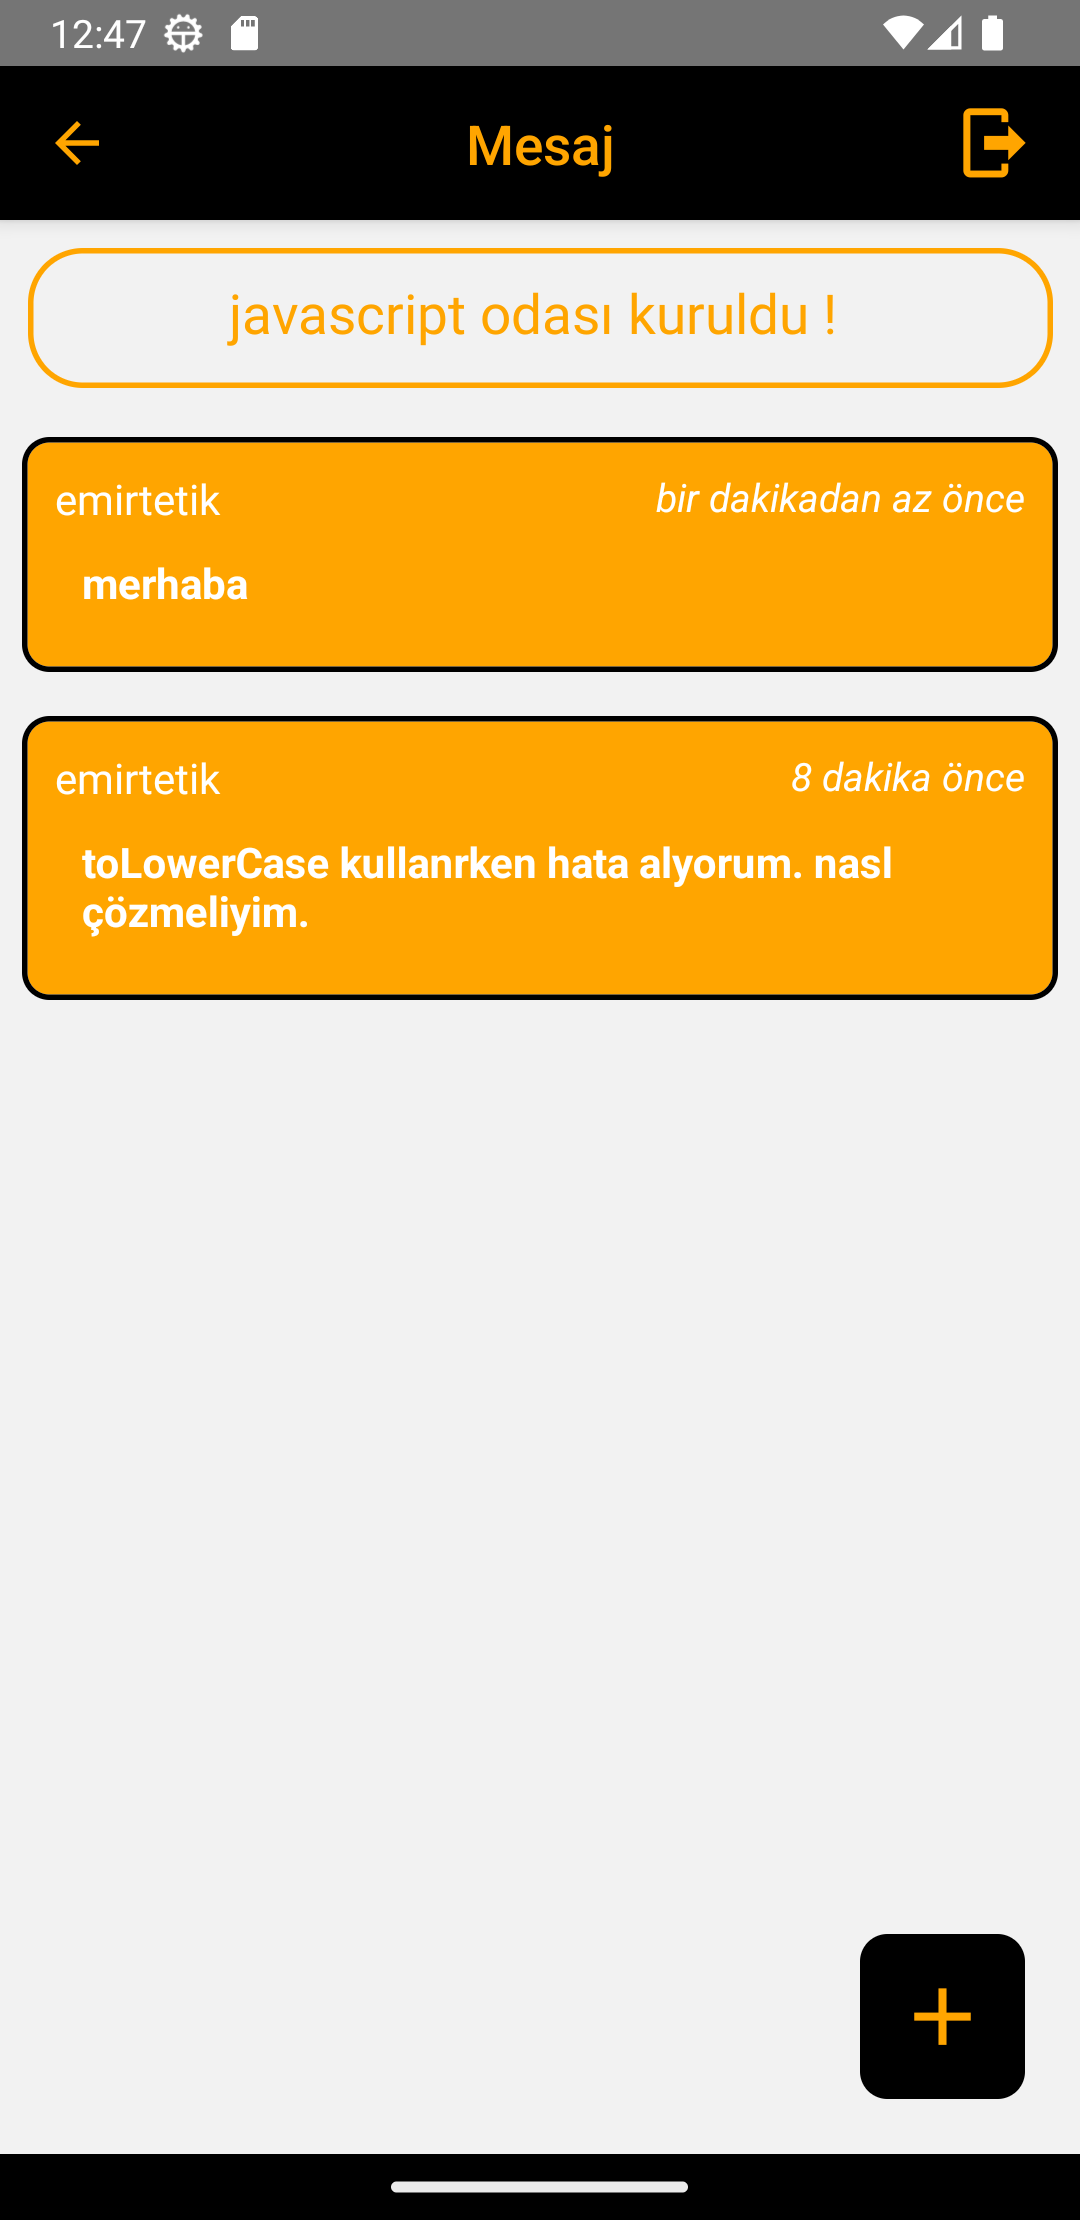 12:47
Mesaj
javascript odası kuruldu !
emirtetik
bir dakikadan az önce
merhaba
emirtetik
8 dakika önce
toLowerCase kullanrken hata alyorum. nasl
çözmeliyim.